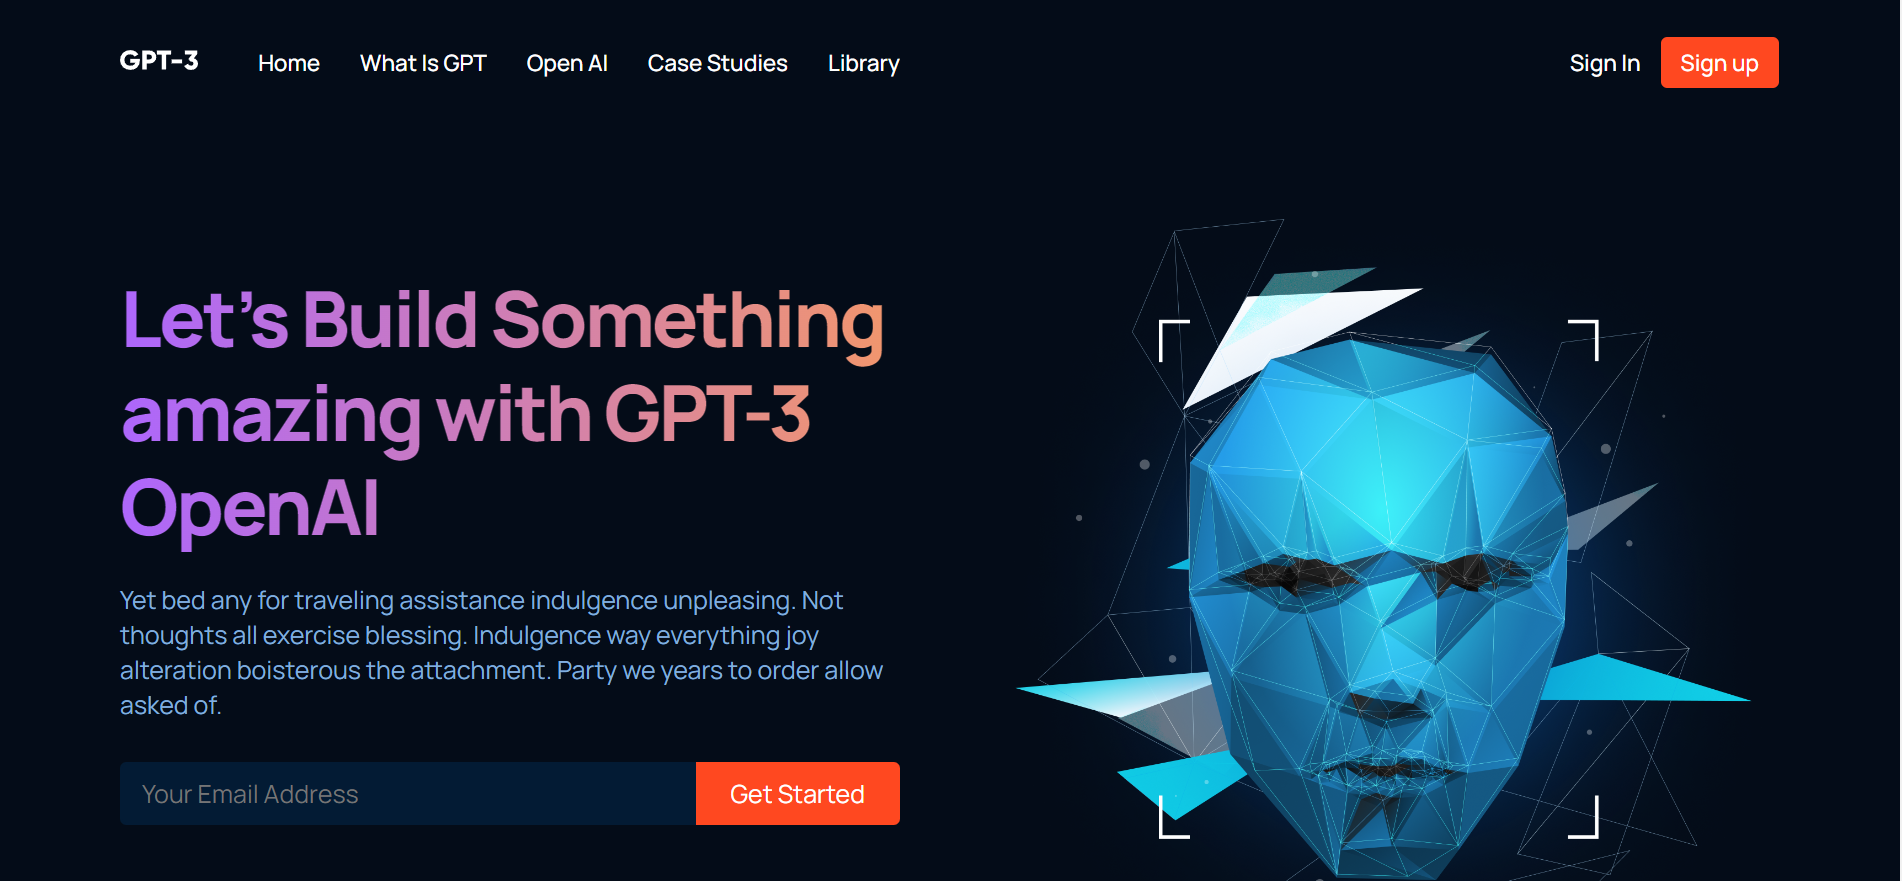 GPT-3
Home
What Is GPT
Open AI
Case Studies
Library
Sign In
Sign up
Let’s Build Something
amazing with GPT-3
OpenAI
Yet bed any for traveling assistance indulgence unpleasing. Not
thoughts all exercise blessing. Indulgence way everything joy
alteration boisterous the attachment. Party we years to order allow
asked of.
Your Email Address
Get Started